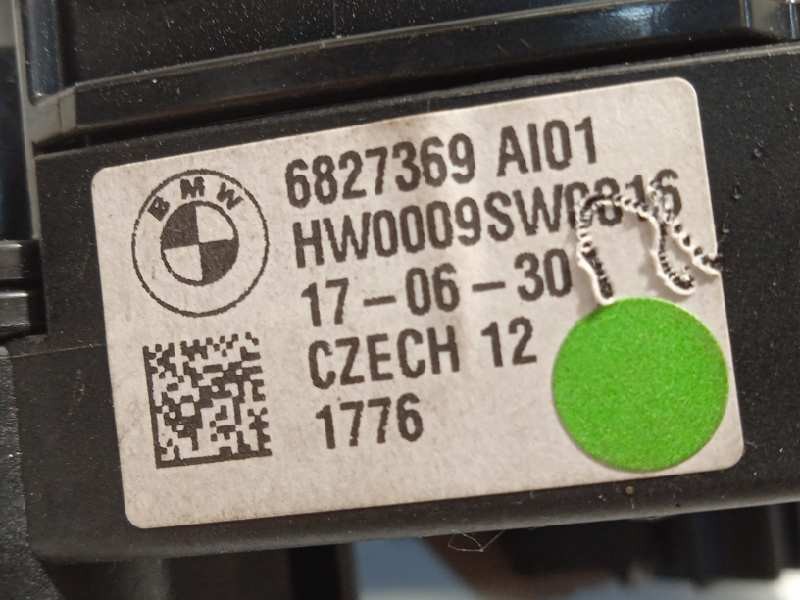 BMW
6827369 AI01
HW0009SW0816
17-06-30
CZECH 12
1776